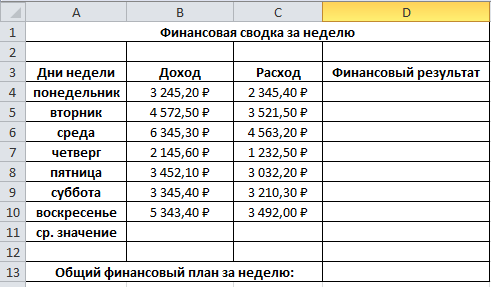 A B C D
1 Финансовая сводка за неделю
2
3 Дни недели Доход Расход Финансовый результат
4 понедельник 3 245,20 ₽ 2 345,40 ₽
5 вторник 4 572,50 ₽ 3 521,50 ₽
6 среда 6 345,30 ₽ 4 563,20 ₽
7 четверг 2 145,60 ₽ 1 232,50 ₽
8 пятница 3 452,10 ₽ 3 032,20 ₽
9 суббота 3 345,40 ₽ 3 210,30 ₽
10 воскресенье 5 343,40 ₽ 3 492,00 ₽
11 ср. значение
12
13 Общий финансовый план за неделю: